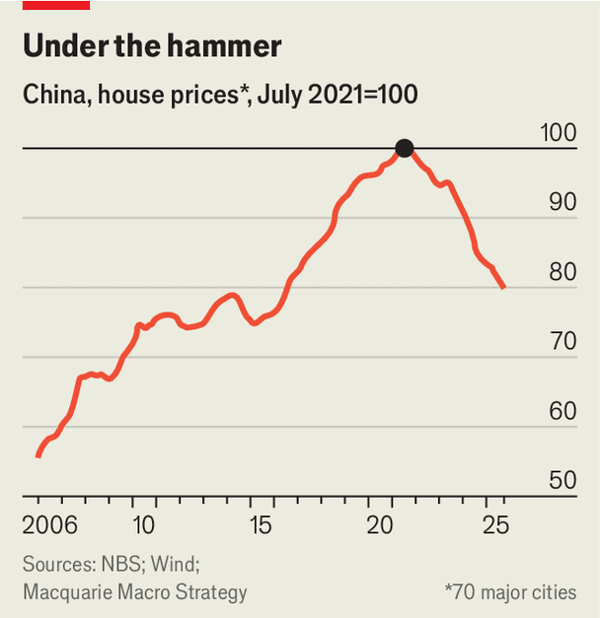 Under the hammer
China, house prices*, July 2021=100
100
90
80
70
60
50
2006 10 15 20 25
Sources: NBS; Wind;
Macquarie Macro Strategy
*70 major cities